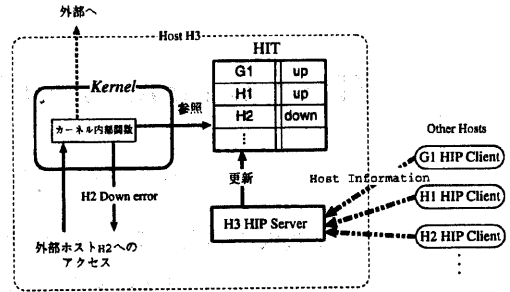 外部へ
Host H3
HIT
Kernel
G1 up
H1 up
H2 down
⋮
カーネル内部関数
参照
更新
H2 Down error
外部ホストH2への
アクセス
H3 HIP Server
Host Information
Other Hosts
G1 HIP Client
H1 HIP Client
H2 HIP Client
⋮